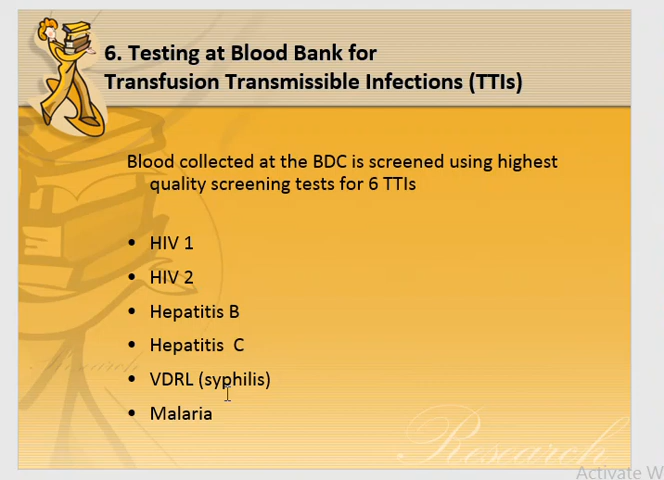 6. Testing at Blood Bank for
Transfusion Transmissible Infections (TTIs)
Blood collected at the BDC is screened using highest
quality screening tests for 6 TTIs
• HIV 1
• HIV 2
• Hepatitis B
• Hepatitis C
• VDRL (syphilis)
• Malaria
Research
Research
Activate W